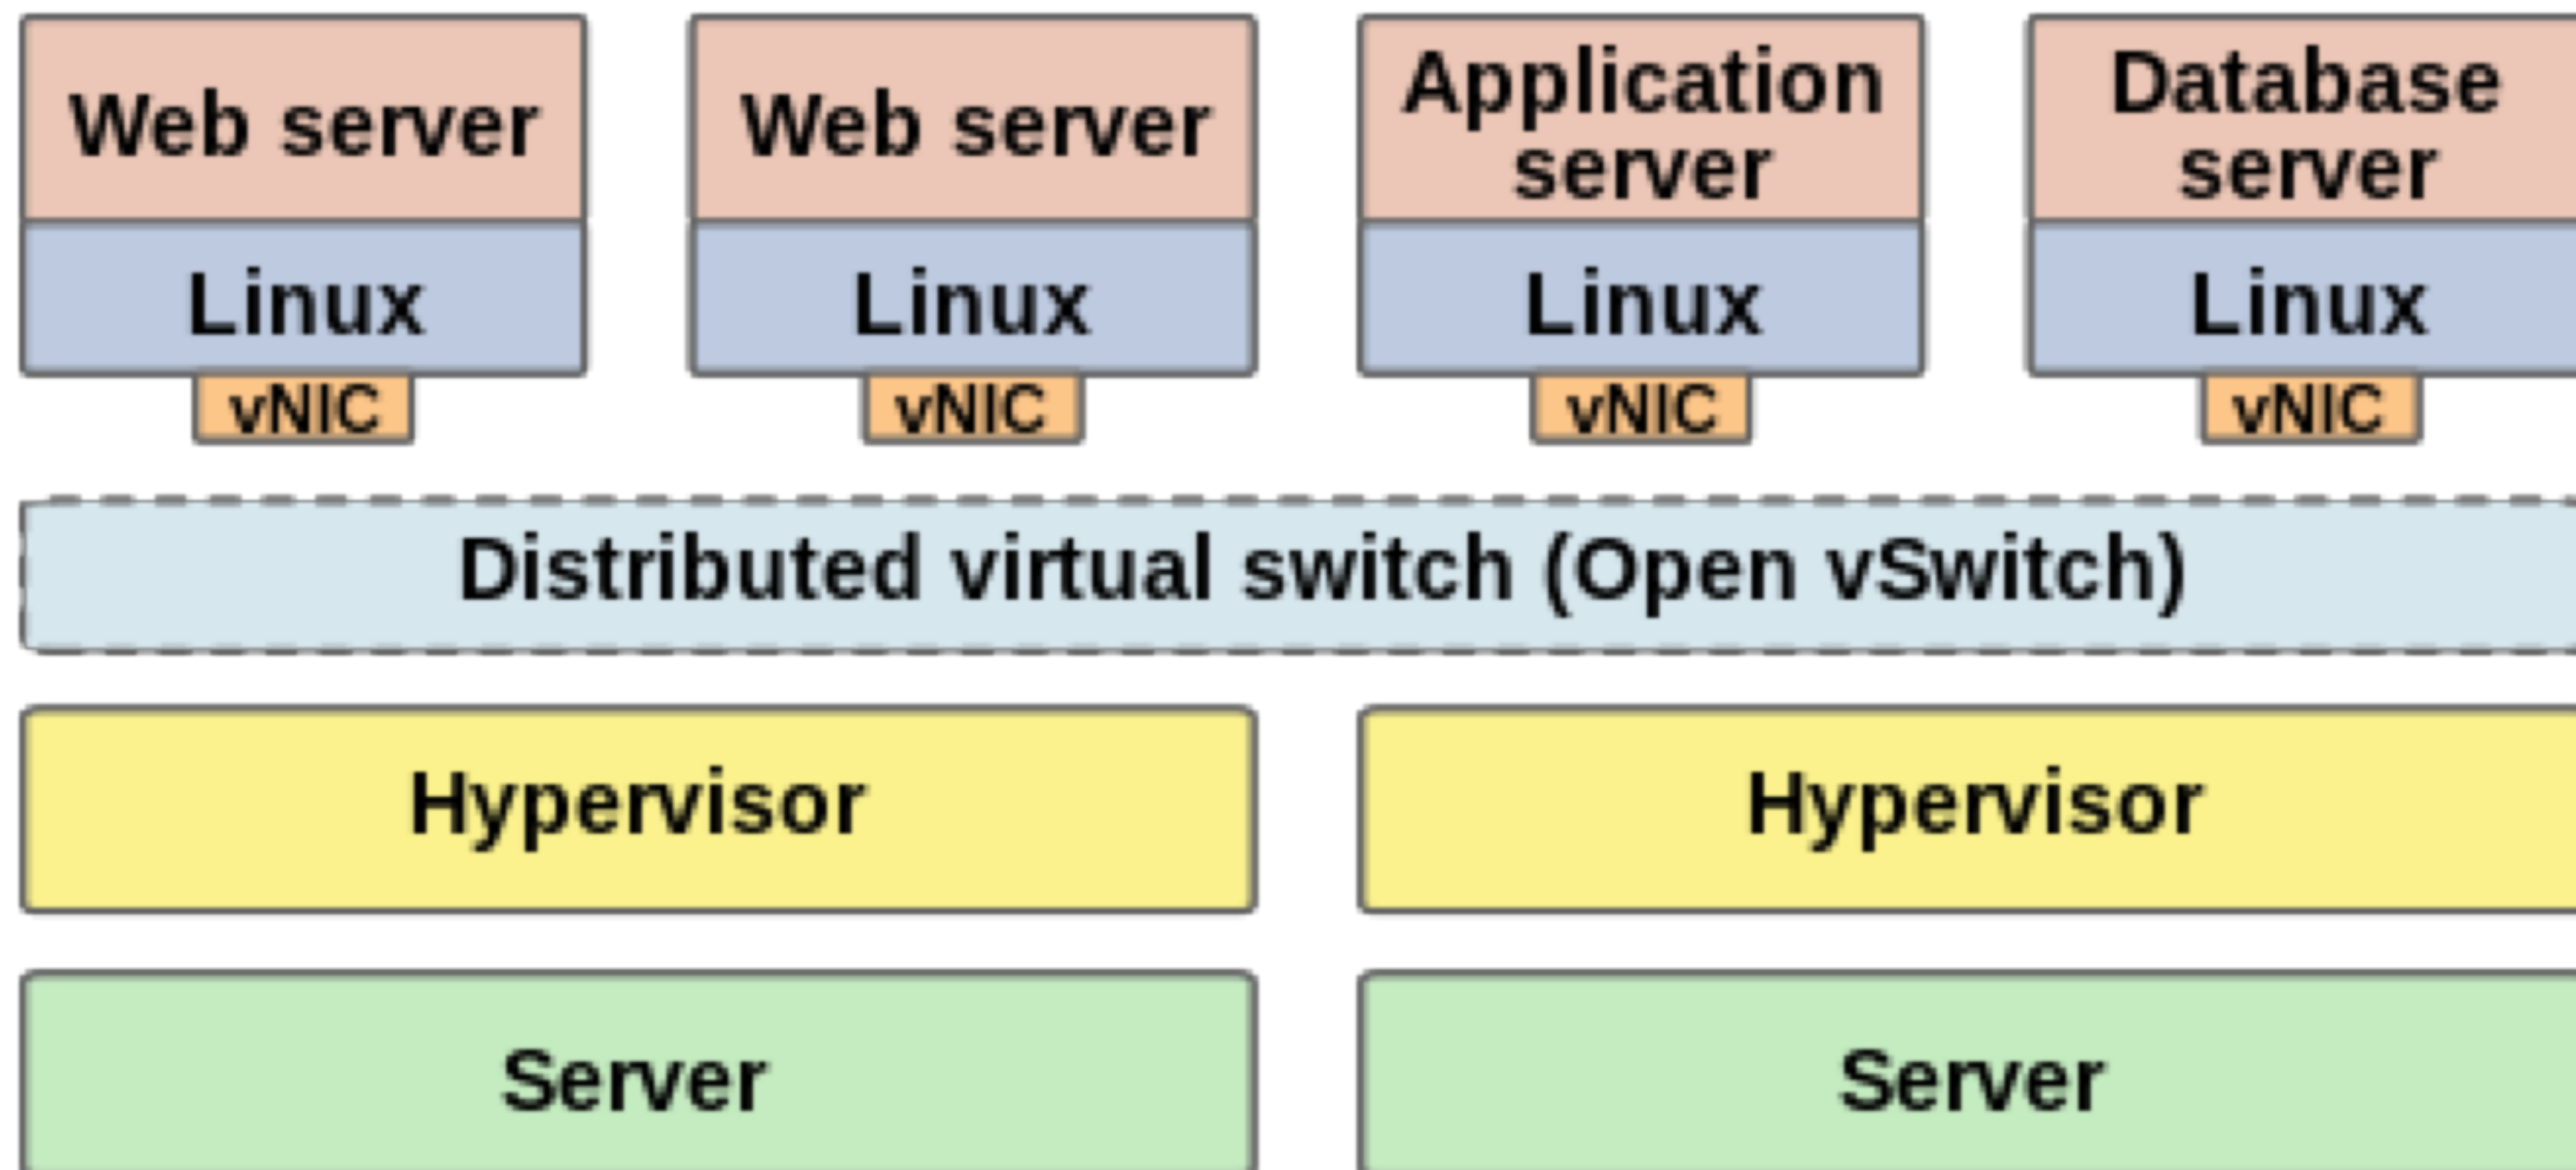 Web server
Web server
Application
server
Database
server
Linux
Linux
Linux
Linux
vNIC
vNIC
vNIC
vNIC
Distributed virtual switch (Open vSwitch)
Hypervisor
Hypervisor
Server
Server